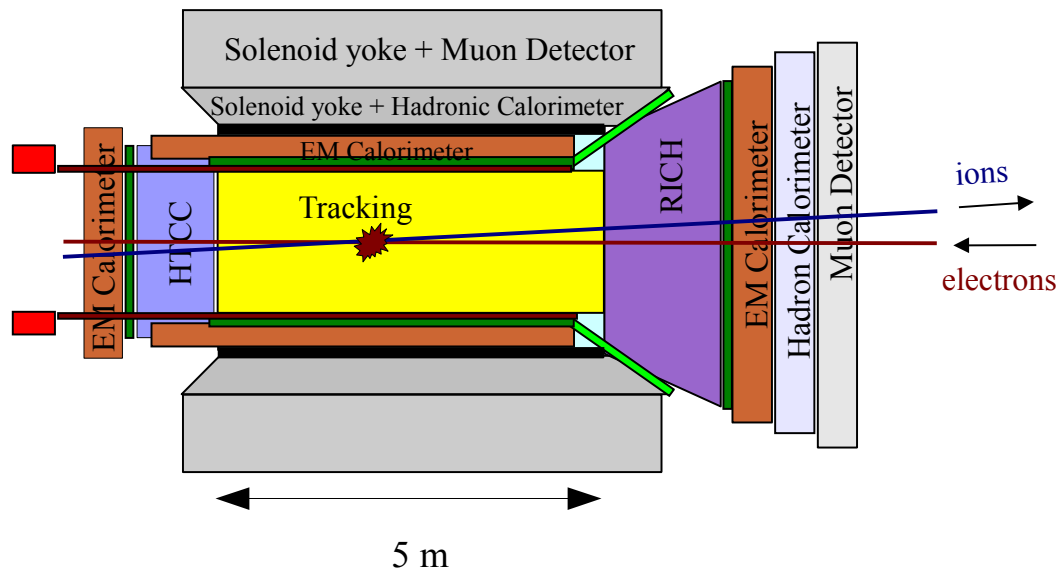 Solenoid yoke + Muon Detector
Solenoid yoke + Hadronic Calorimeter
EM Calorimeter
Tracking
EM Calorimeter
HTCC
RICH
EM Calorimeter
Hadron Calorimeter
Muon Detector
ions
electrons
5 m